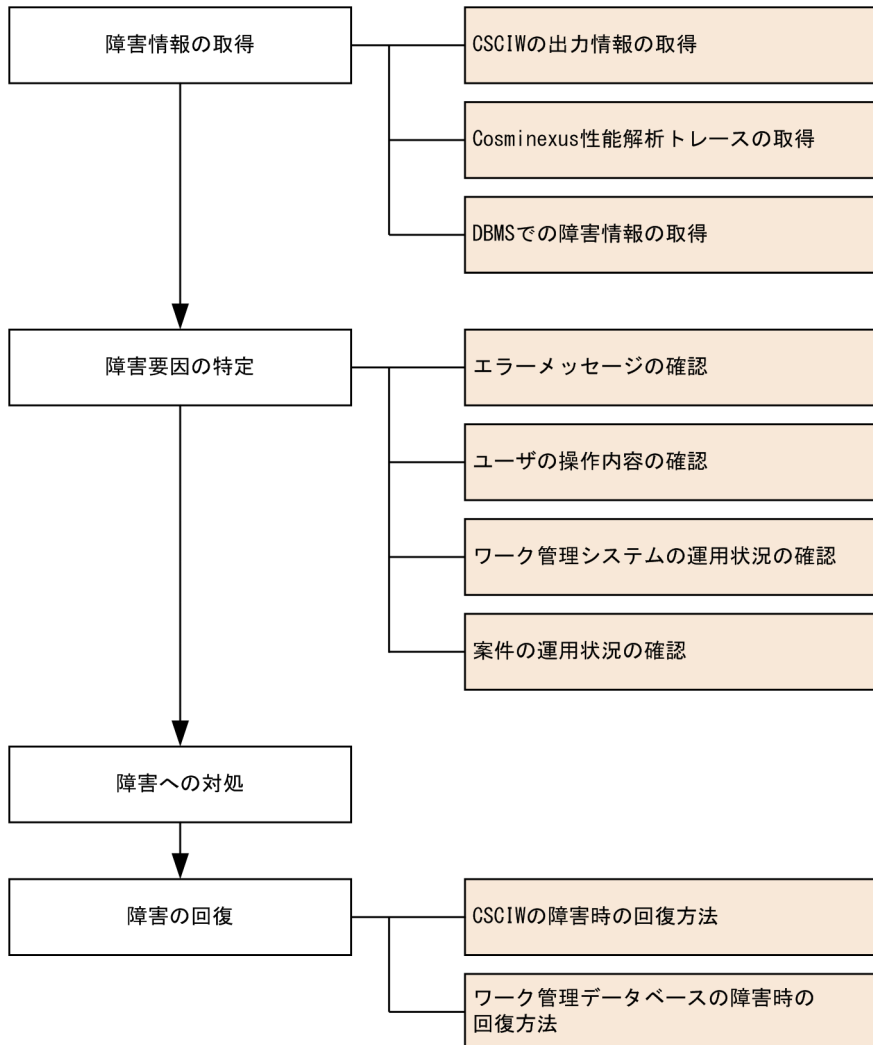 障害情報の取得
CSCIWの出力情報の取得
Cosminexus性能解析トレースの取得
DBMSでの障害情報の取得
障害要因の特定
エラーメッセージの確認
ユーザの操作内容の確認
ワーク管理システムの運用状況の確認
案件の運用状況の確認
障害への対処
障害の回復
CSCIWの障害時の回復方法
ワーク管理データベースの障害時の
回復方法